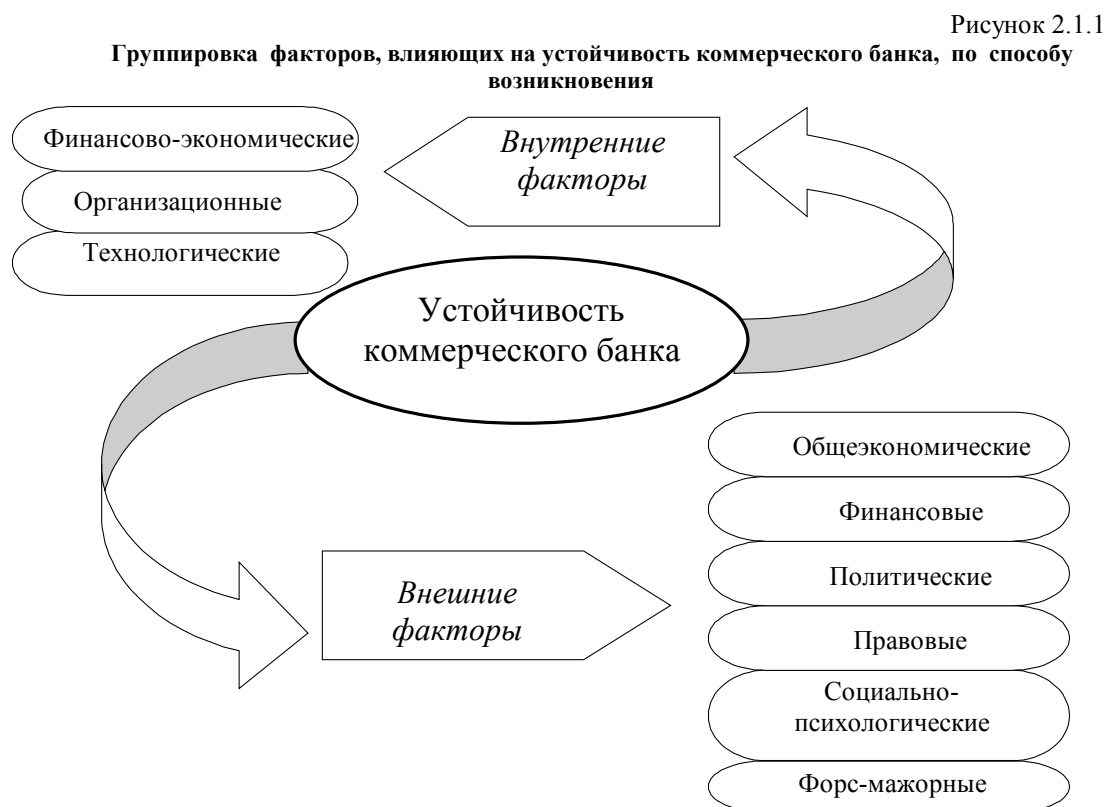 Рисунок 2.1.1
Группировка факторов, влияющих на устойчивость коммерческого банка, по способу
возникновения
Финансово-экономические
Организационные
Технологические
Внутренние
факторы
Устойчивость
коммерческого банка
Внешние
факторы
Общеэкономические
Финансовые
Политические
Правовые
Социально-
психологические
Форс-мажорные